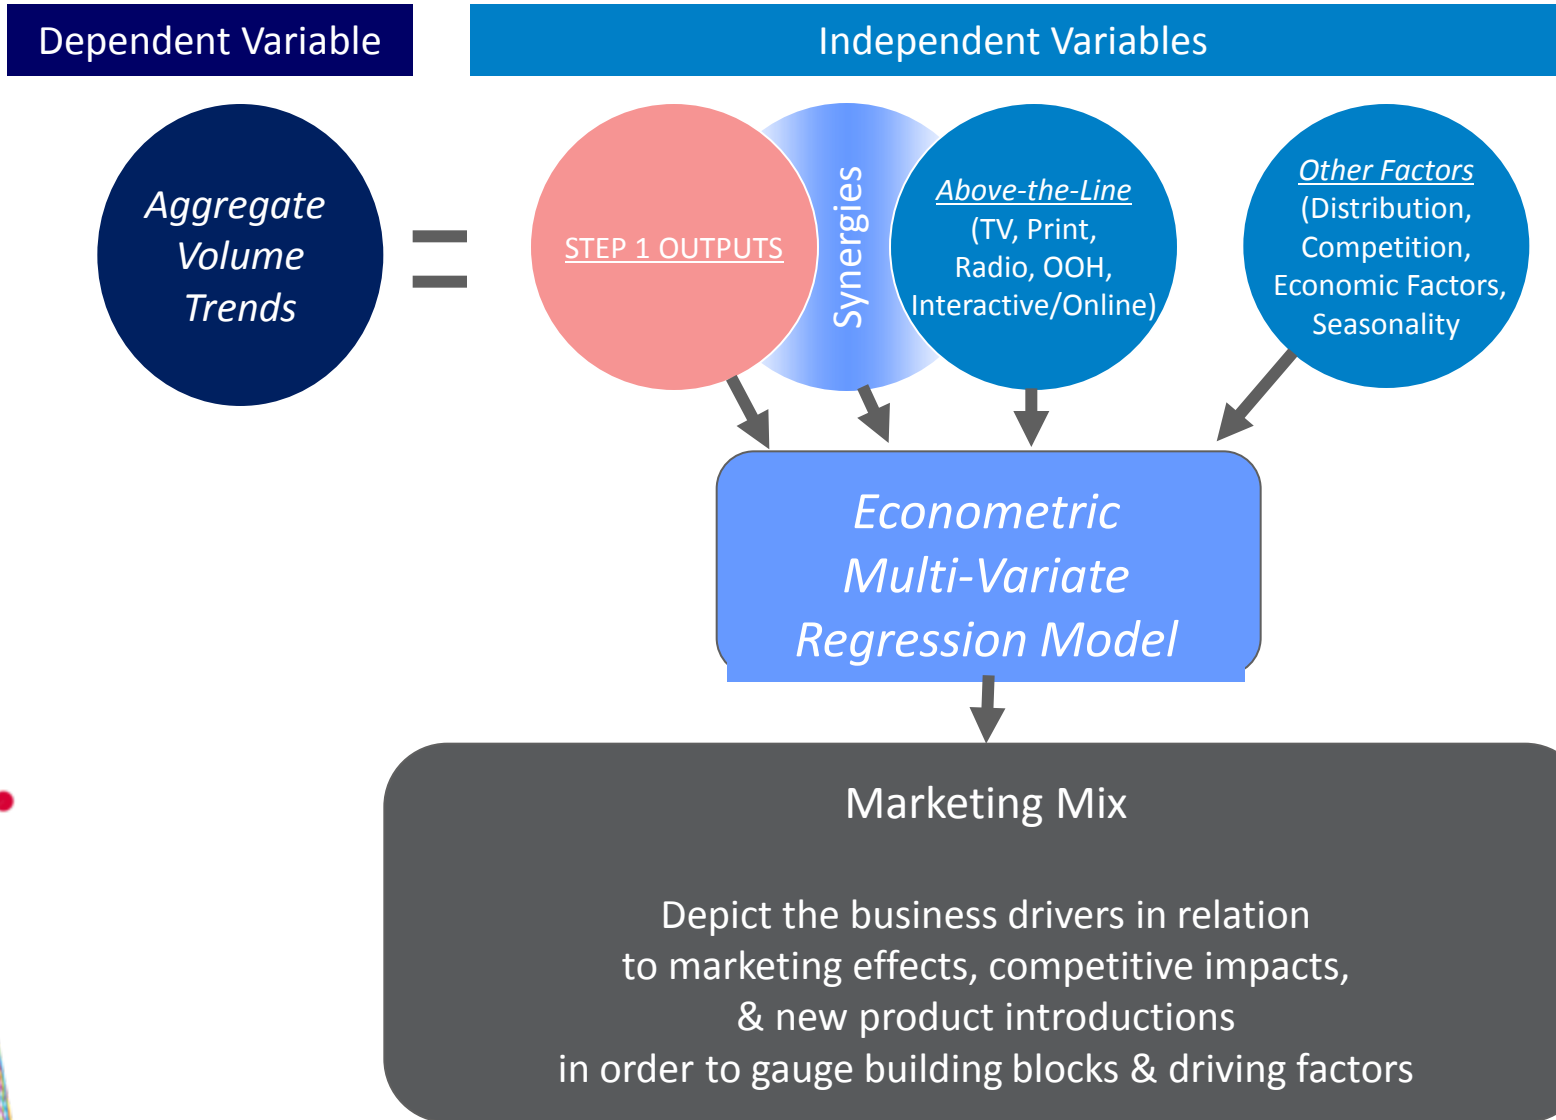 Dependent Variable
Independent Variables
Aggregate
Volume
Trends
=
STEP 1 OUTPUTS
Synergies
Above-the-Line
(TV, Print,
Radio, OOH,
Interactive/Online)
Other Factors
(Distribution,
Competition,
Economic Factors,
Seasonality
Econometric
Multi-Variate
Regression Model
Marketing Mix
Depict the business drivers in relation
to marketing effects, competitive impacts,
& new product introductions
in order to gauge building blocks & driving factors